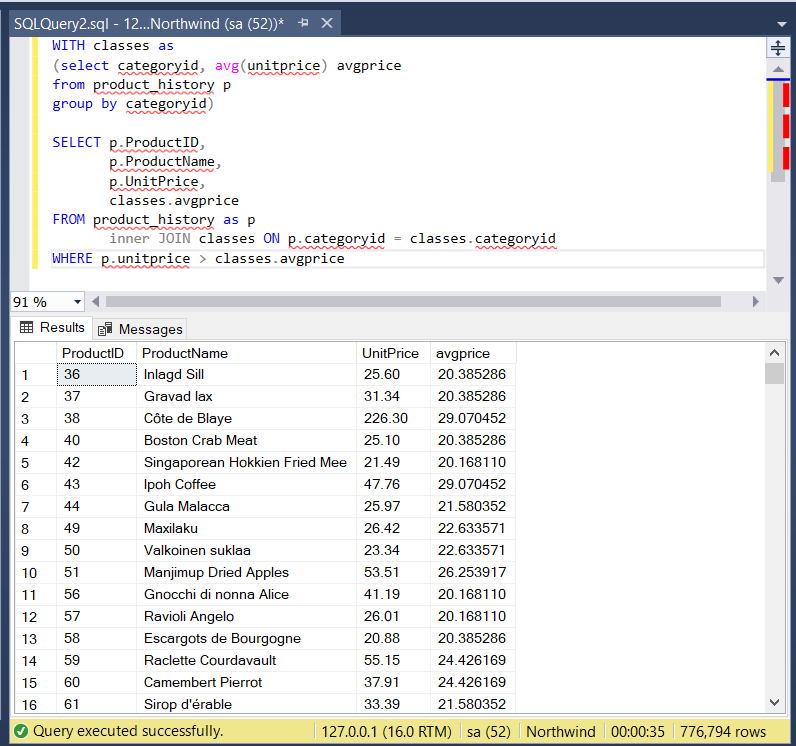 SQLQuery2.sql - 12...Northwind (sa (52))*
WITH classes as
(select categoryid, avg(unitprice) avgprice
from product_history p
group by categoryid)
SELECT p.ProductID,
p.ProductName,
p.UnitPrice,
classes.avgprice
FROM product_history as p
inner JOIN classes ON p.categoryid = classes.categoryid
WHERE p.unitprice > classes.avgprice
91 %
Results Messages
ProductID ProductName UnitPrice avgprice
1 36 Inlagd Sill 25.60 20.385286
2 37 Gravad lax 31.34 20.385286
3 38 Côte de Blaye 226.30 29.070452
4 40 Boston Crab Meat 25.10 20.385286
5 42 Singaporean Hokkien Fried Mee 21.49 20.168110
6 43 Ipoh Coffee 47.76 29.070452
7 44 Gula Malacca 25.97 21.580352
8 49 Maxilaku 26.42 22.633571
9 50 Valkoinen suklaa 23.34 22.633571
10 51 Manjimup Dried Apples 53.51 26.253917
11 56 Gnocchi di nonna Alice 41.19 20.168110
12 57 Ravioli Angelo 26.01 20.168110
13 58 Escargots de Bourgogne 20.88 20.385286
14 59 Raclette Courdavault 55.15 24.426169
15 60 Camembert Pierrot 37.91 24.426169
16 61 Sirop d'érable 33.39 21.580352
Query executed successfully. 127.0.0.1 (16.0 RTM) sa (52) Northwind 00:00:35 776,794 rows